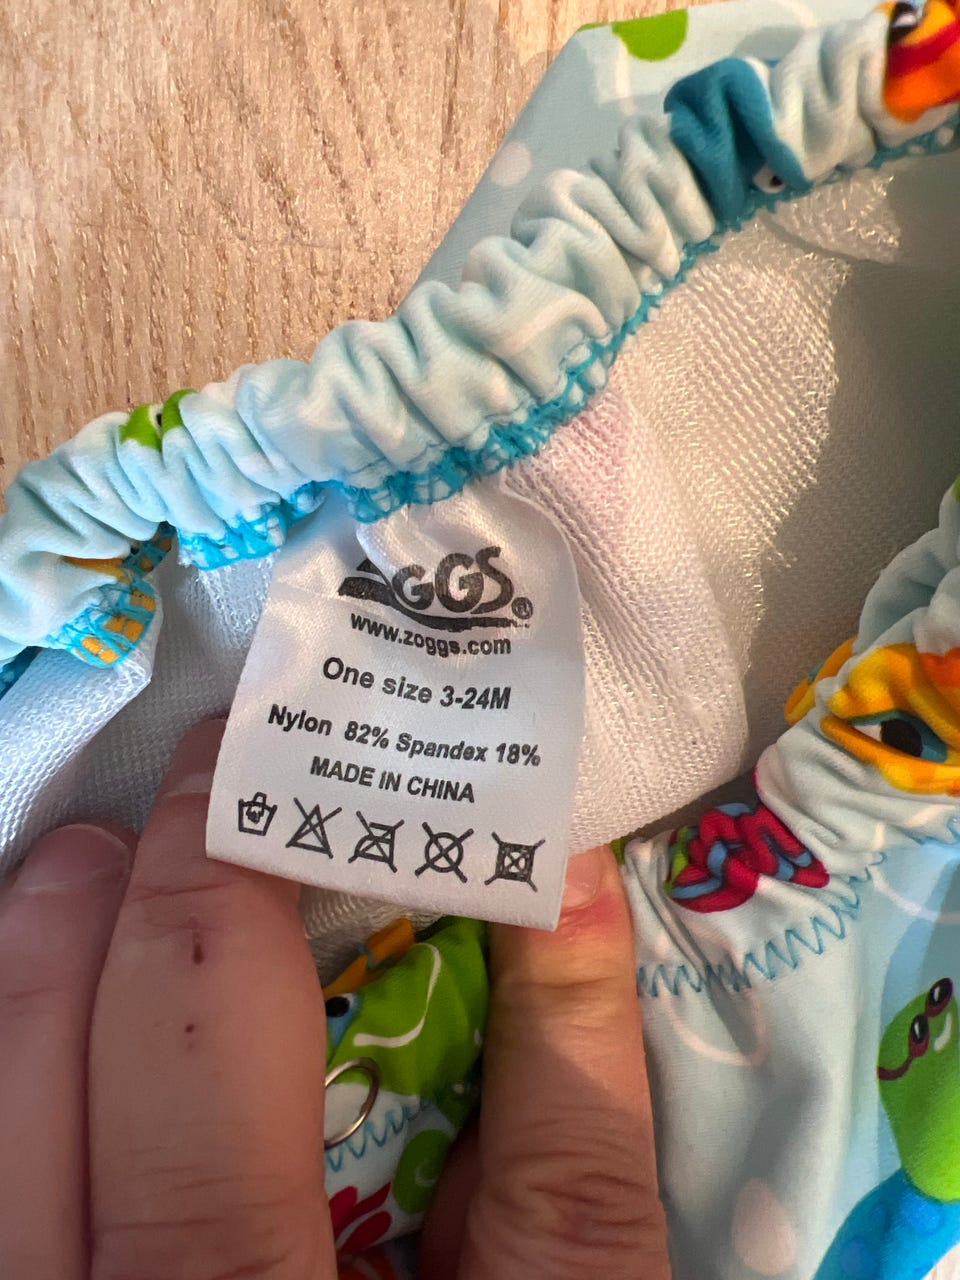 ZOGGS®
www.zoggs.com
One size 3-24M
Nylon 82% Spandex 18%
MADE IN CHINA